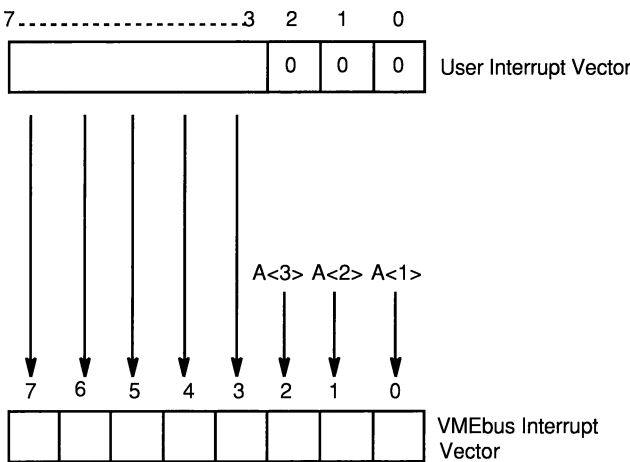 7 3 2 1 0
0 0 0 User Interrupt Vector
A<3> A<2> A<1>
7 6 5 4 3 2 1 0
VMEbus Interrupt
Vector